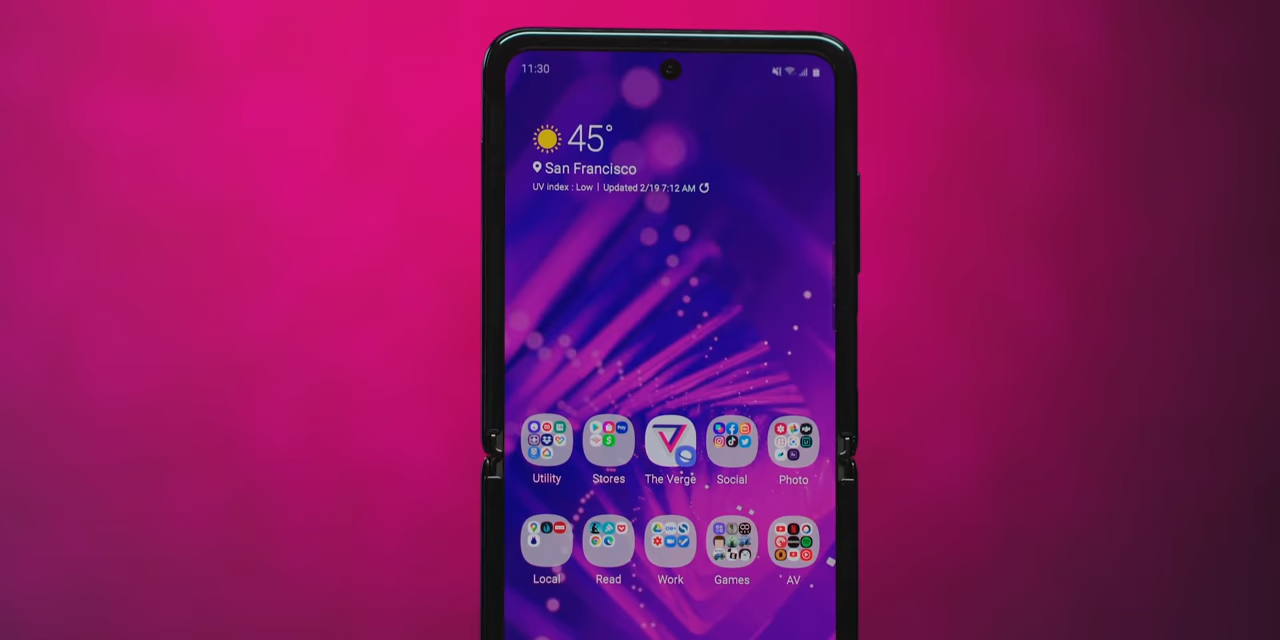 11:30
45°
San Francisco
UV index : Low | Updated 2/19 7:12 AM
Utility Stores The Verge Social Photo
Local Read Work Games AV